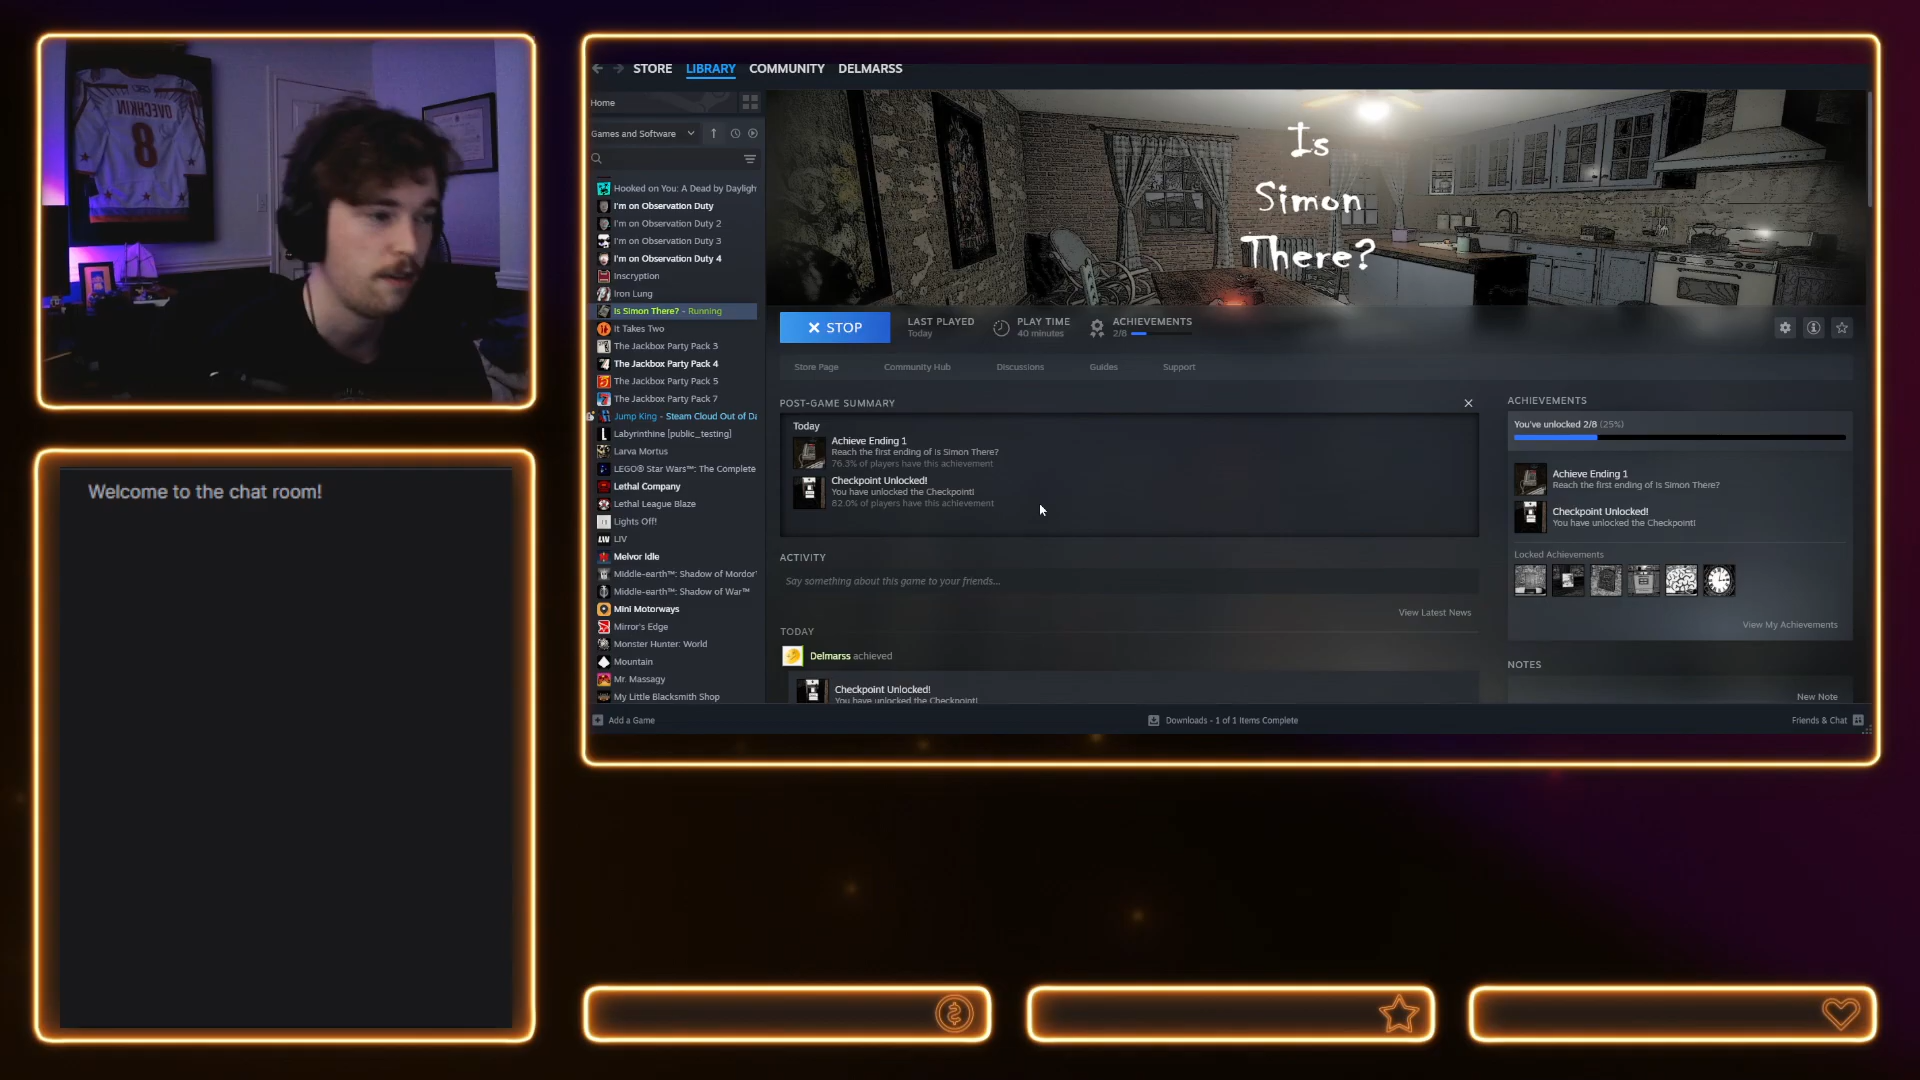 OVECHKIN
8
Welcome to the chat room!
STORE
LIBRARY
COMMUNITY
DELMARSS
Home
Games and Software
Hooked on You: A Dead by Dayligh
I'm on Observation Duty
I'm on Observation Duty 2
I'm on Observation Duty 3
I'm on Observation Duty 4
Inscryption
Iron Lung
Is Simon There? - Running
It Takes Two
The Jackbox Party Pack 3
The Jackbox Party Pack 4
The Jackbox Party Pack 5
The Jackbox Party Pack 7
Jump King - Steam Cloud Out of Da
Labyrinthine [public_testing]
Larva Mortus
LEGO® Star Wars™: The Complete
Lethal Company
Lethal League Blaze
Lights Off!
LIV
Melvor Idle
Middle-earth™: Shadow of Mordor
Middle-earth™: Shadow of War™
Mini Motorways
Mirror's Edge
Monster Hunter: World
Mountain
Mr. Massagy
My Little Blacksmith Shop
Add a Game
Is
Simon
There?
STOP
LAST PLAYED
Today
PLAY TIME
40 minutes
ACHIEVEMENTS
2/8
Store Page
Community Hub
Discussions
Guides
Support
POST-GAME SUMMARY
Today
Achieve Ending 1
Reach the first ending of Is Simon There?
76.3% of players have this achievement
Checkpoint Unlocked!
You have unlocked the Checkpoint!
82.0% of players have this achievement
ACTIVITY
Say something about this game to your friends...
View Latest News
TODAY
Delmarss achieved
Checkpoint Unlocked!
You have unlocked the Checkpoint!
ACHIEVEMENTS
You've unlocked 2/8 (25%)
Achieve Ending 1
Reach the first ending of Is Simon There?
Checkpoint Unlocked!
You have unlocked the Checkpoint!
Locked Achievements
View My Achievements
NOTES
New Note
Downloads - 1 of 1 Items Complete
Friends & Chat